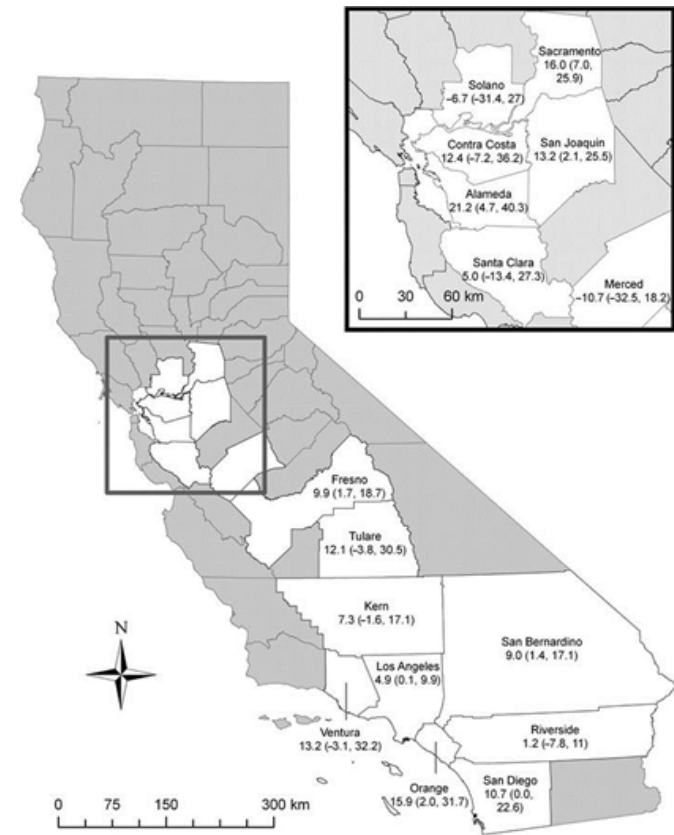 Sacramento
16.0 (7.0,
25.9)
Solano
−6.7 (−31.4, 27)
Contra Costa
12.4 (−7.2, 36.2)
San Joaquin
13.2 (2.1, 25.5)
Alameda
21.2 (4.7, 40.3)
Santa Clara
5.0 (−13.4, 27.3)
Merced
−10.7 (−32.5, 18.2)
0 30 60 km
Fresno
9.9 (1.7, 18.7)
Tulare
12.1 (−3.8, 30.5)
Kern
7.3 (−1.6, 17.1)
San Bernardino
9.0 (1.4, 17.1)
N
Los Angeles
4.9 (0.1, 9.9)
Ventura
13.2 (−3.1, 32.2)
Riverside
1.2 (−7.8, 11)
Orange
15.9 (2.0, 31.7)
San Diego
10.7 (0.0,
22.6)
0 75 150 300 km